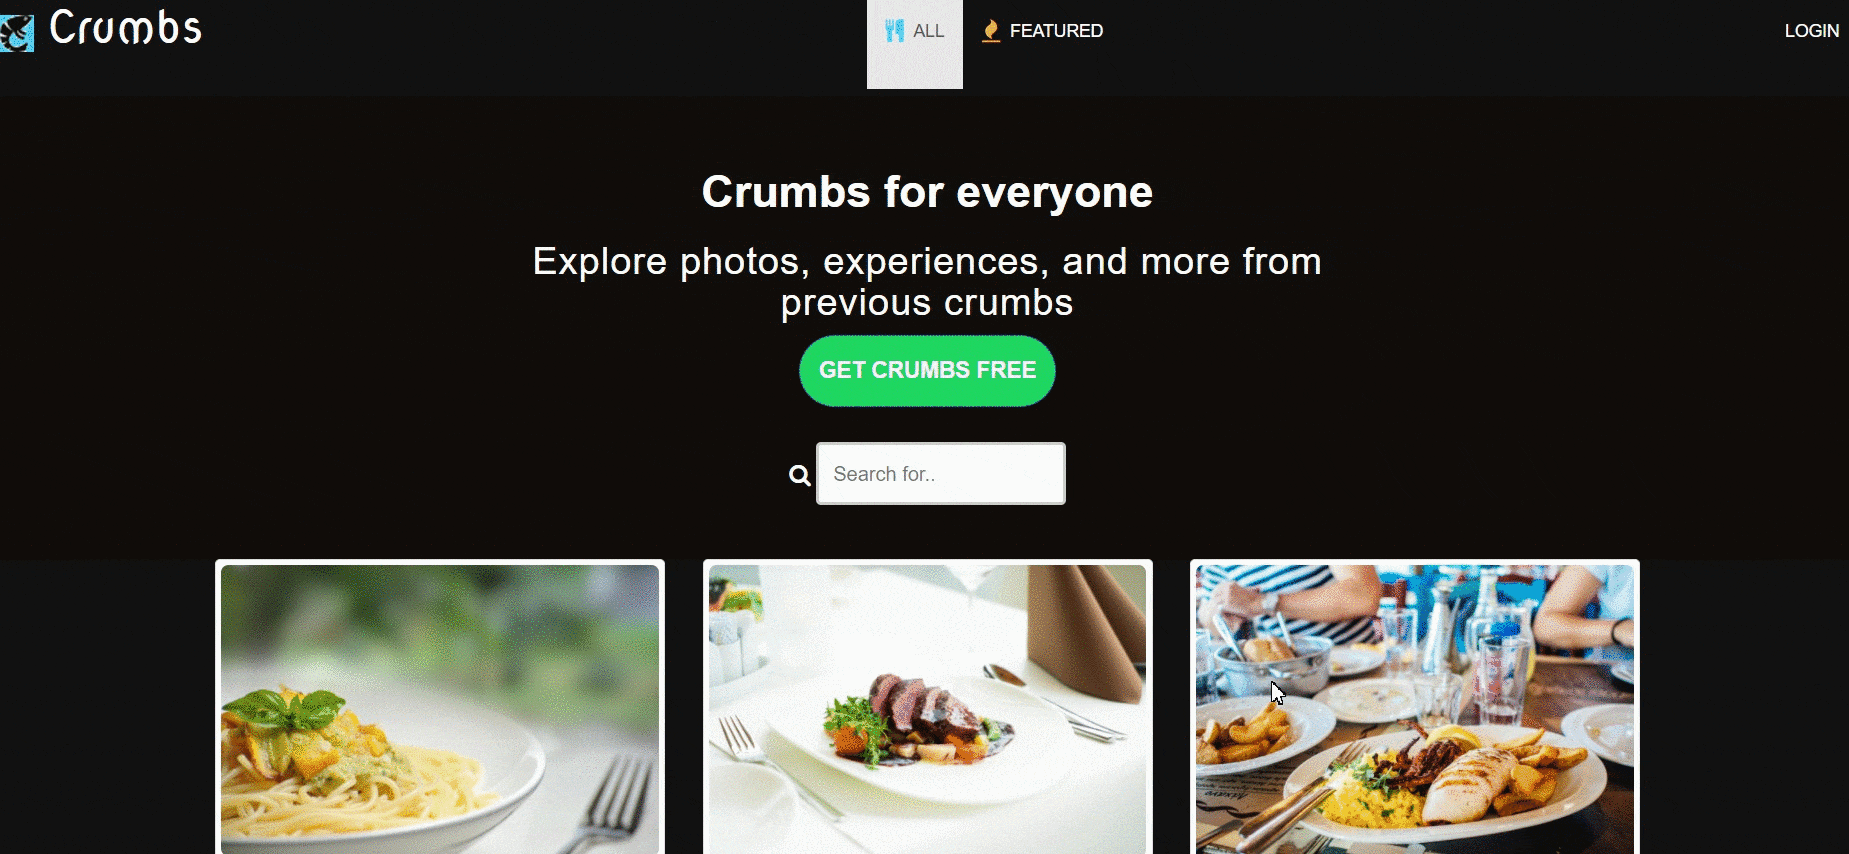 Crumbs
ALL
FEATURED
LOGIN
Crumbs for everyone
Explore photos, experiences, and more from
previous crumbs
GET CRUMBS FREE
Search for..